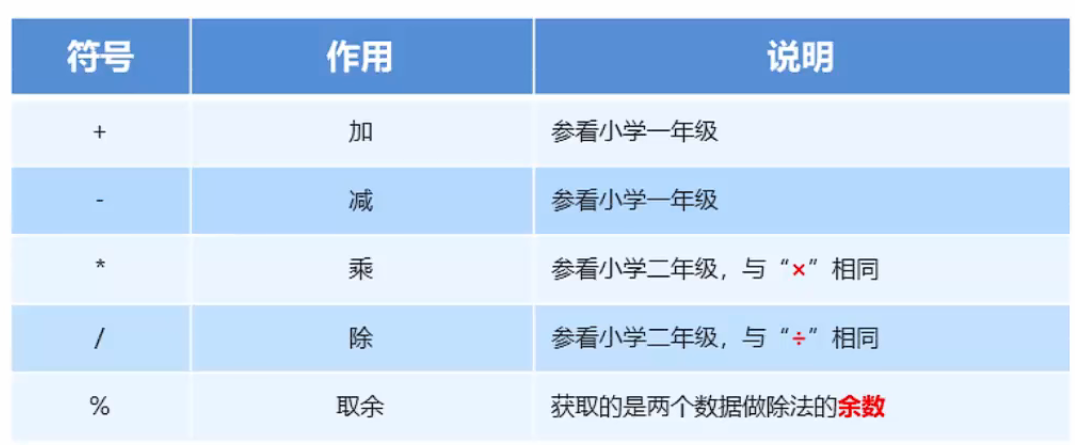 符号 作用 说明
+ 加 参看小学一年级
- 减 参看小学一年级
* 乘 参看小学二年级，与“×”相同
/ 除 参看小学二年级，与“÷”相同
% 取余 获取的是两个数据做除法的余数